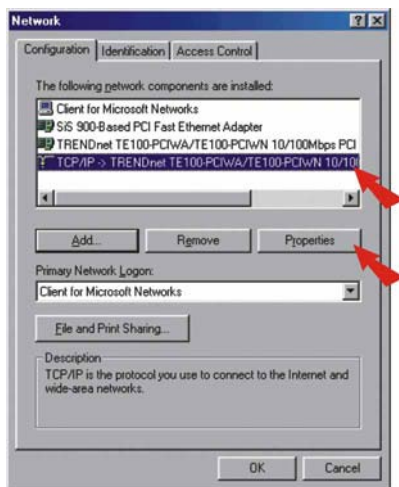 Network
Configuration Identification Access Control
The following network components are installed:
Client for Microsoft Networks
SiS 900-Based PCI Fast Ethernet Adapter
TRENDnet TE100-PCIWA/TE100-PCIWN 10/100Mbps PCI
TCP/IP -> TRENDnet TE100-PCIWA/TE100-PCIWN 10/10
Add... Remove Properties
Primary Network Logon:
Client for Microsoft Networks
File and Print Sharing...
Description
TCP/IP is the protocol you use to connect to the Internet and
wide-area networks.
OK Cancel